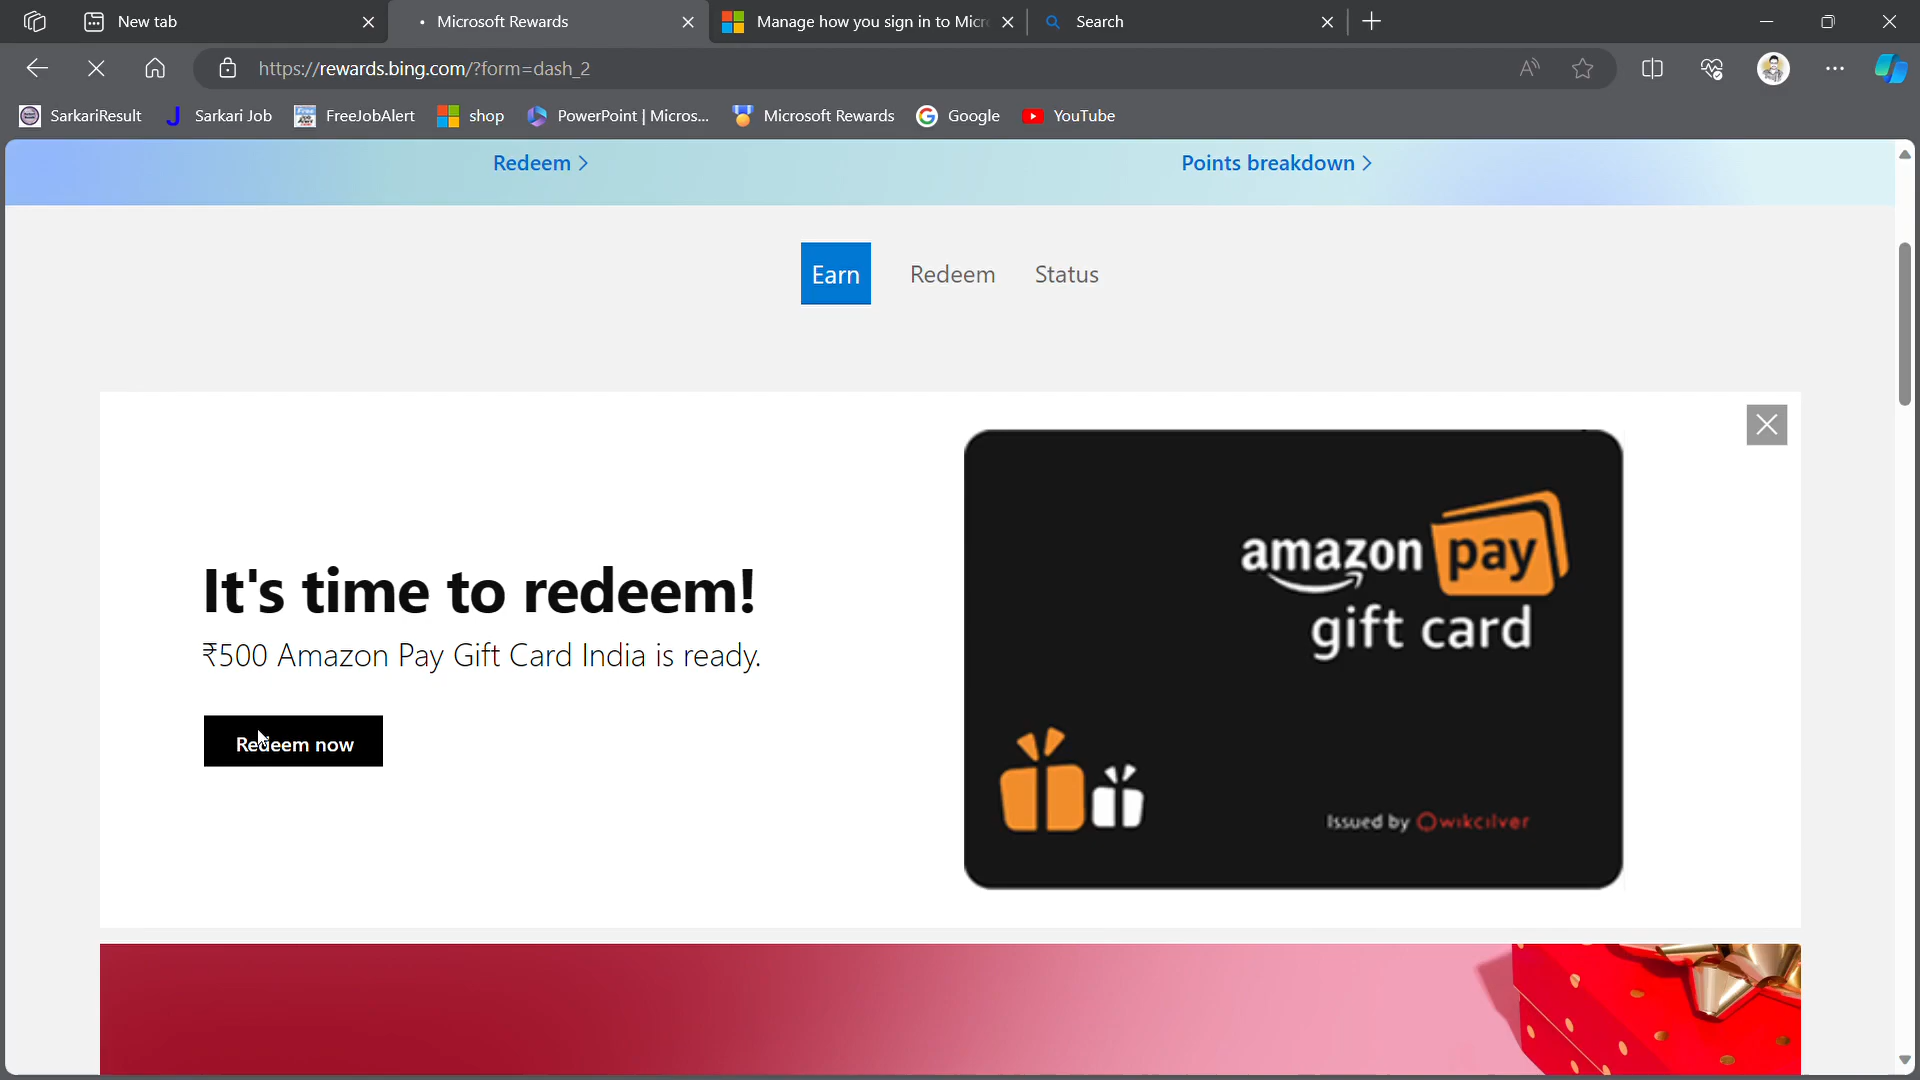 New tab
Microsoft Rewards
Manage how you sign in to Micr
Search
https://rewards.bing.com/?form=dash_2
SarkariResult
Sarkari Job
FreeJobAlert
shop
PowerPoint | Micros...
Microsoft Rewards
Google
YouTube
Redeem >
Points breakdown >
Earn
Redeem
Status
It's time to redeem!
₹500 Amazon Pay Gift Card India is ready.
Redeem now
amazon pay
gift card
Issued by Qwikcilver